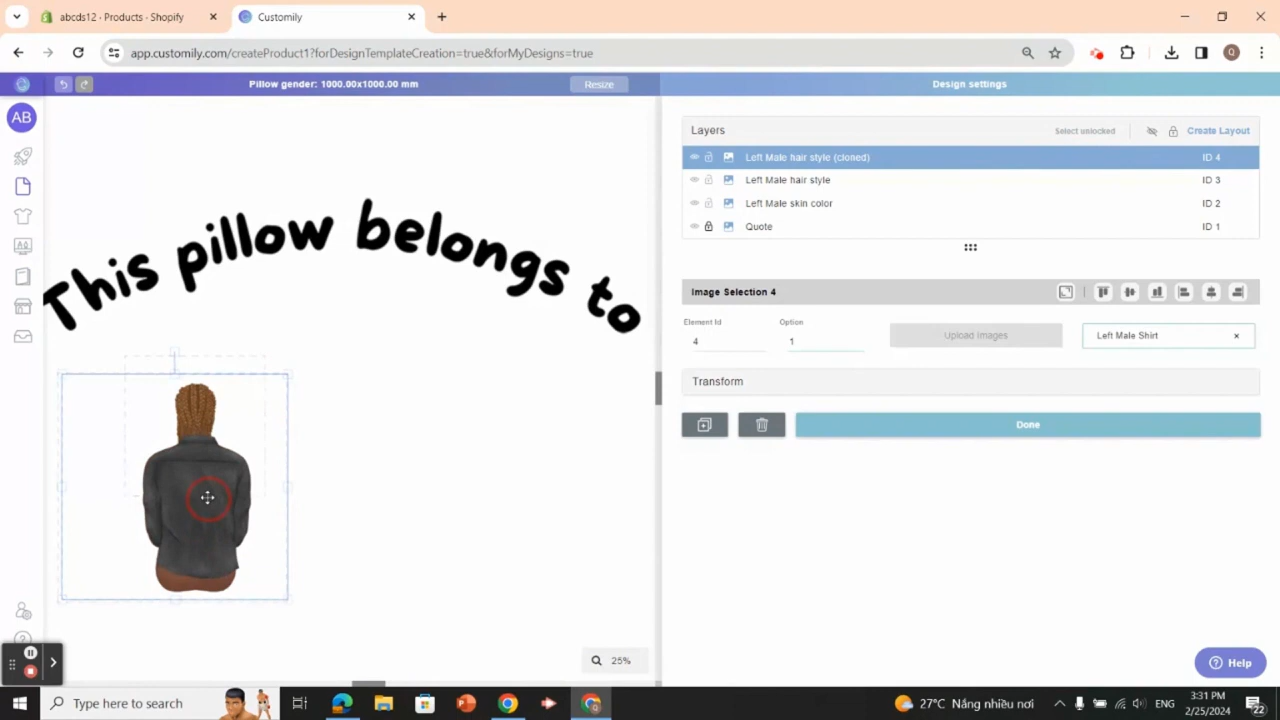 abcds12 · Products · Shopify
Customily
app.customily.com/createProduct1?forDesignTemplateCreation=true&forMyDesigns=true
Q
Pillow gender: 1000.00x1000.00 mm
Resize
Design settings
AB
Layers
Select unlocked
Create Layout
Left Male hair style (cloned)
ID 4
Left Male hair style
ID 3
Left Male skin color
ID 2
Quote
ID 1
This pillow belongs to
Image Selection 4
Element Id
Option
4
1
Upload Images
Left Male Shirt
Transform
Done
25%
Help
Type here to search
27°C Nắng nhiều nơi
ENG
3:31 PM
2/25/2024
22